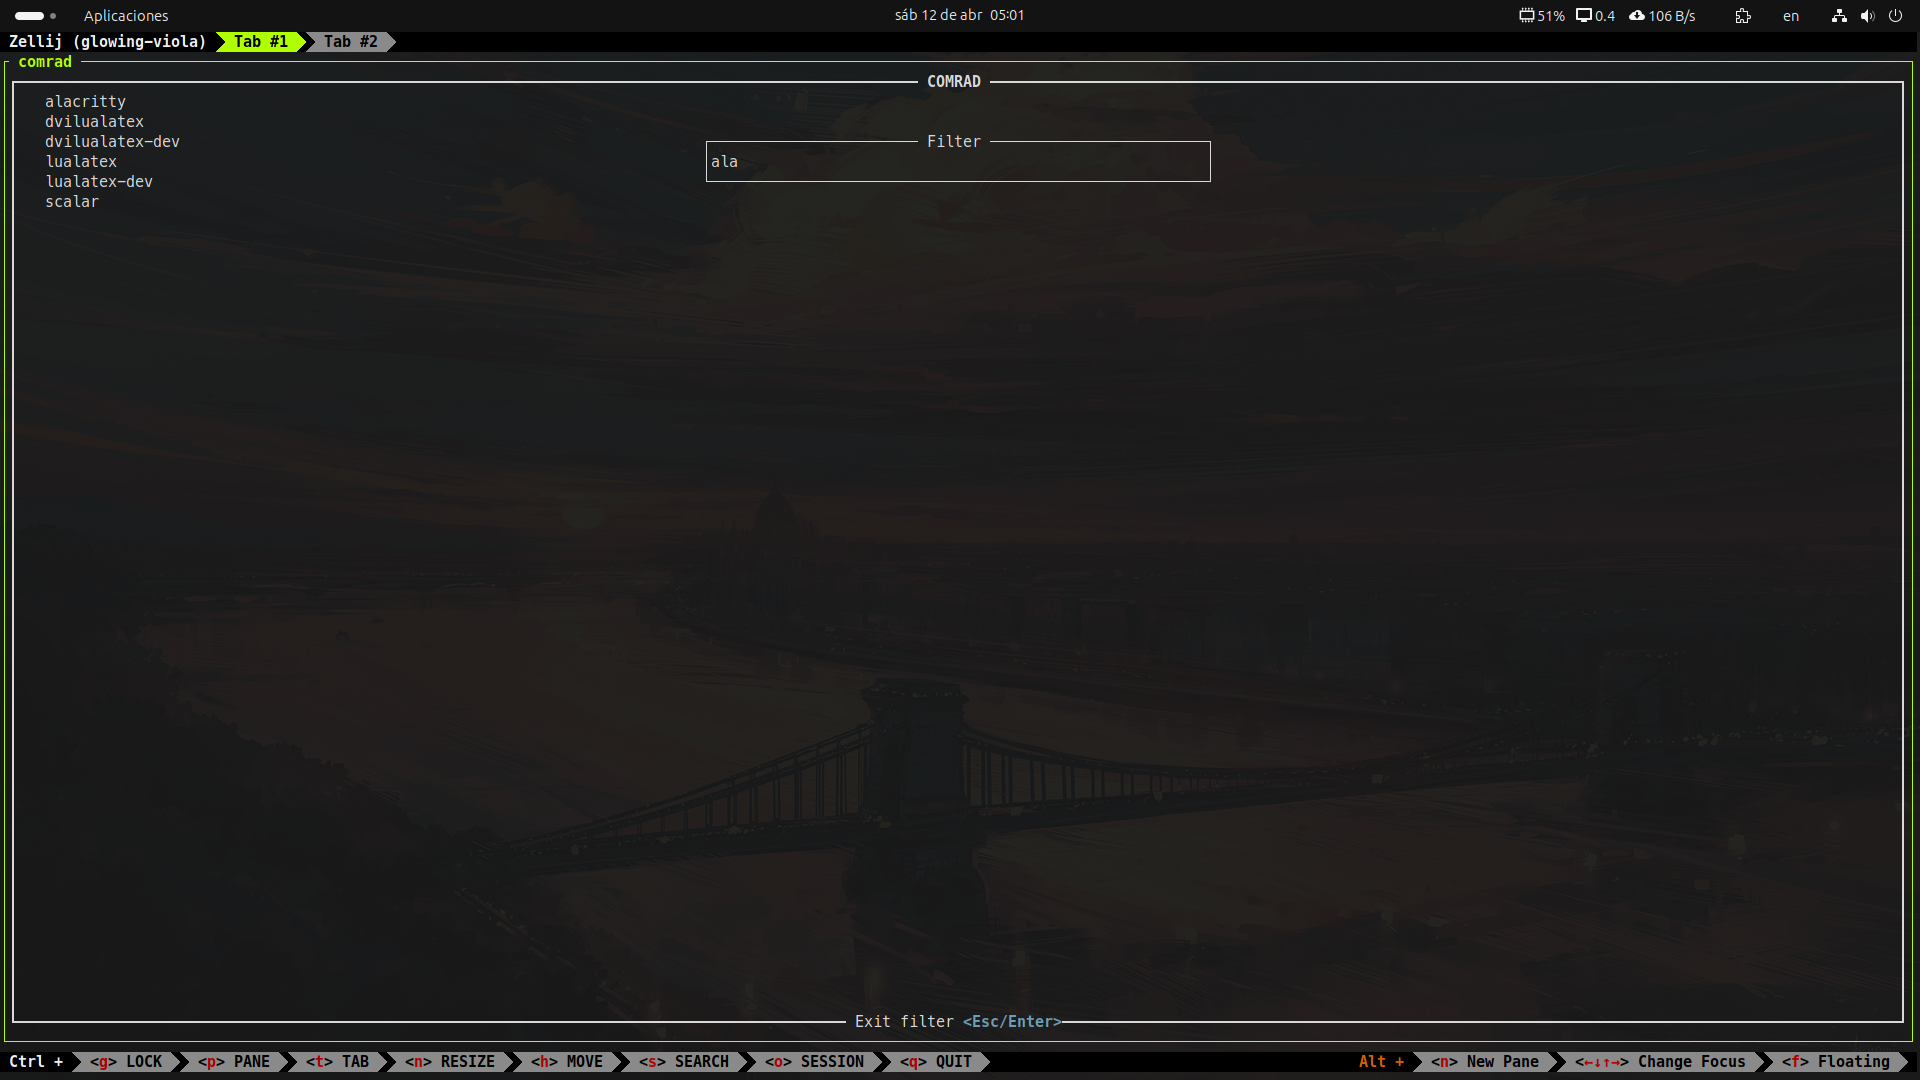 Aplicaciones sáb 12 de abr 05:01 51% 0.4 106 B/s en
Zellij (glowing-viola) Tab #1 Tab #2
comrad
COMRAD
alacritty
dvilualatex
dvilualatex-dev
lualatex
lualatex-dev
scalar
Filter
ala
Exit filter <Esc/Enter>
Ctrl + <g> LOCK <p> PANE <t> TAB <n> RESIZE <h> MOVE <s> SEARCH <o> SESSION <q> QUIT Alt + <n> New Pane <←↓↑→> Change Focus <f> Floating